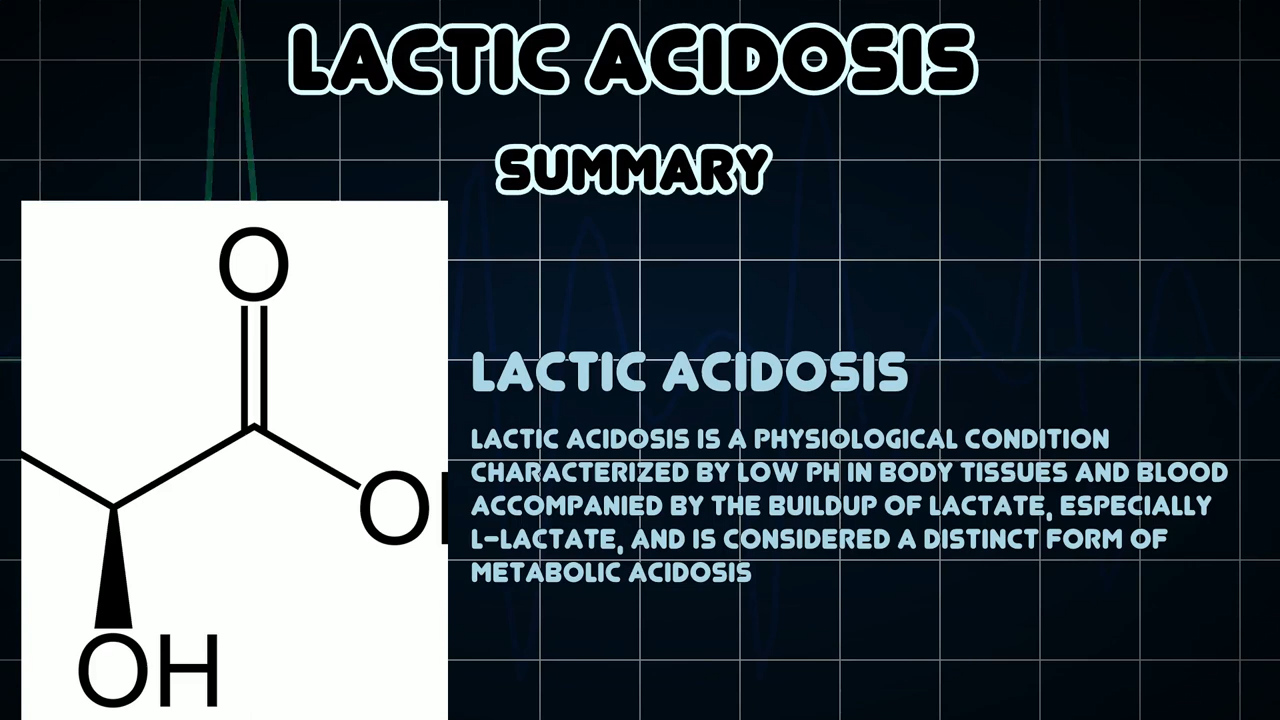 LACTIC ACIDOSIS
SUMMARY
O
O
OH
LACTIC ACIDOSIS
LACTIC ACIDOSIS IS A PHYSIOLOGICAL CONDITION
CHARACTERIZED BY LOW PH IN BODY TISSUES AND BLOOD
ACCOMPANIED BY THE BUILDUP OF LACTATE, ESPECIALLY
L-LACTATE, AND IS CONSIDERED A DISTINCT FORM OF
METABOLIC ACIDOSIS